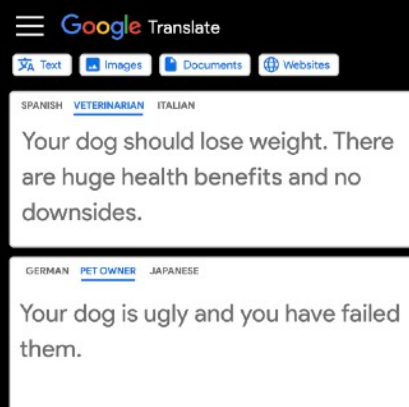 Google Translate
Text Images Documents Websites
SPANISH VETERINARIAN ITALIAN
Your dog should lose weight. There
are huge health benefits and no
downsides.
GERMAN PET OWNER JAPANESE
Your dog is ugly and you have failed
them.